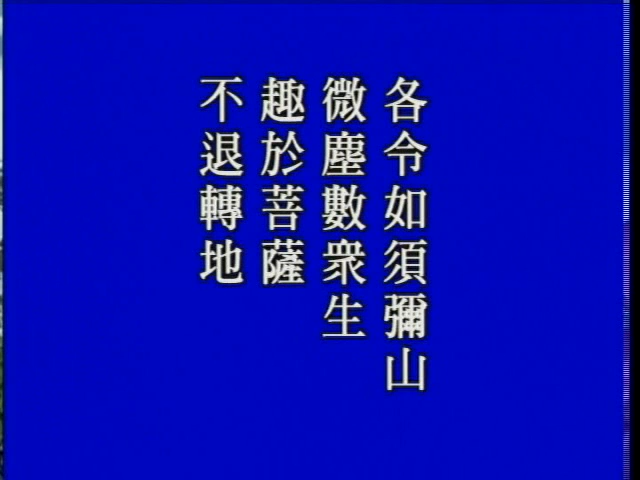 各令如須彌山
微塵數衆生
趣於菩薩
不退轉地